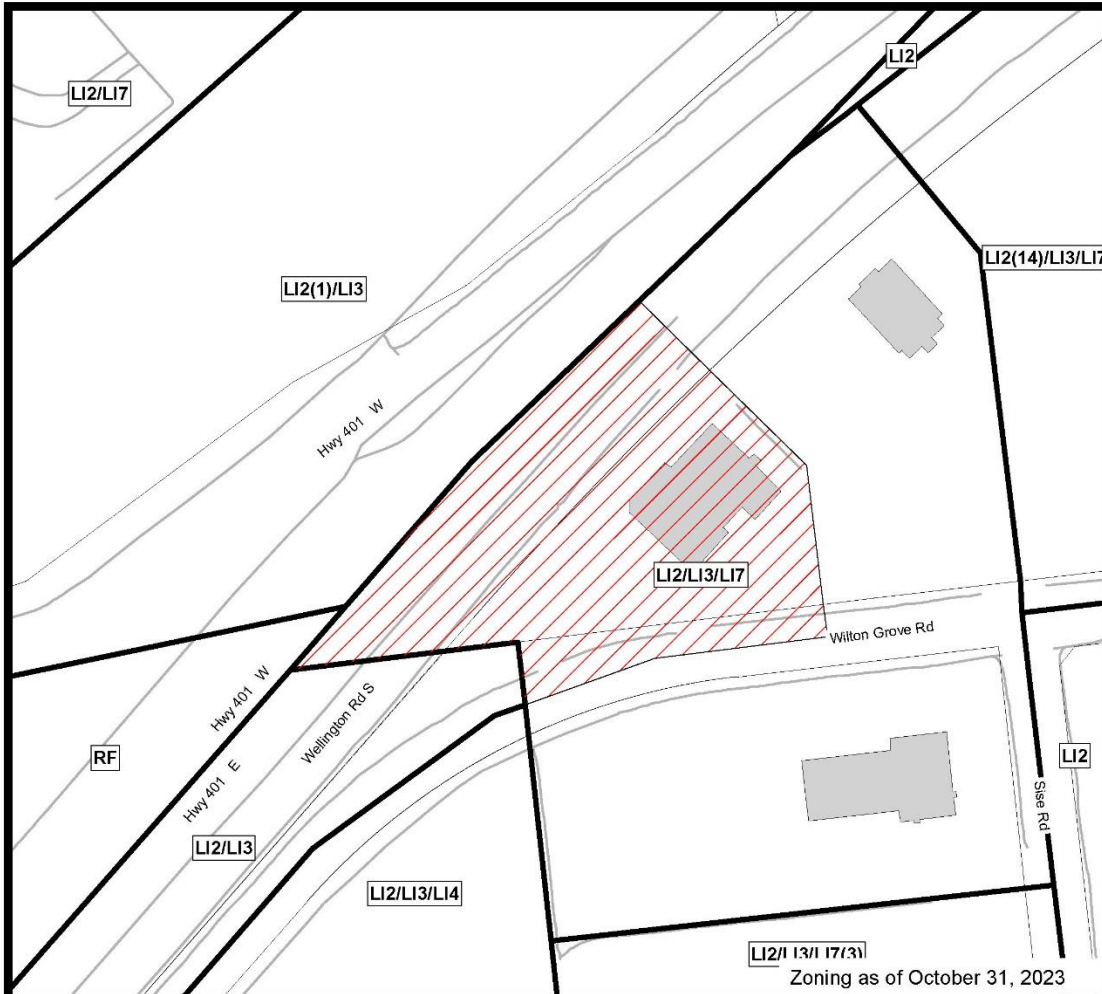 LI2
LI2/LI7
LI2(14)/LI3/LI7
LI2(1)/LI3
Hwy 401 W
LI2/LI3/LI7
Wilton Grove Rd
Hwy 401 W
Wellington Rd S
RF
LI2
Hwy 401 E
Sise Rd
LI2/LI3
LI2/LI3/LI4
LI2/LI3/LI7(3)
Zoning as of October 31, 2023